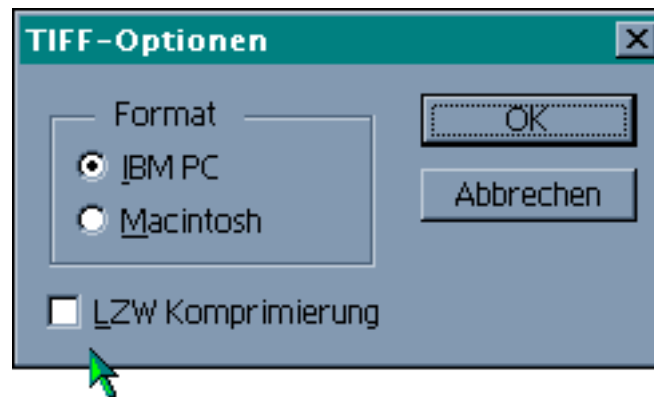 TIFF-Optionen
Format
IBM PC
Macintosh
LZW Komprimierung
OK
Abbrechen